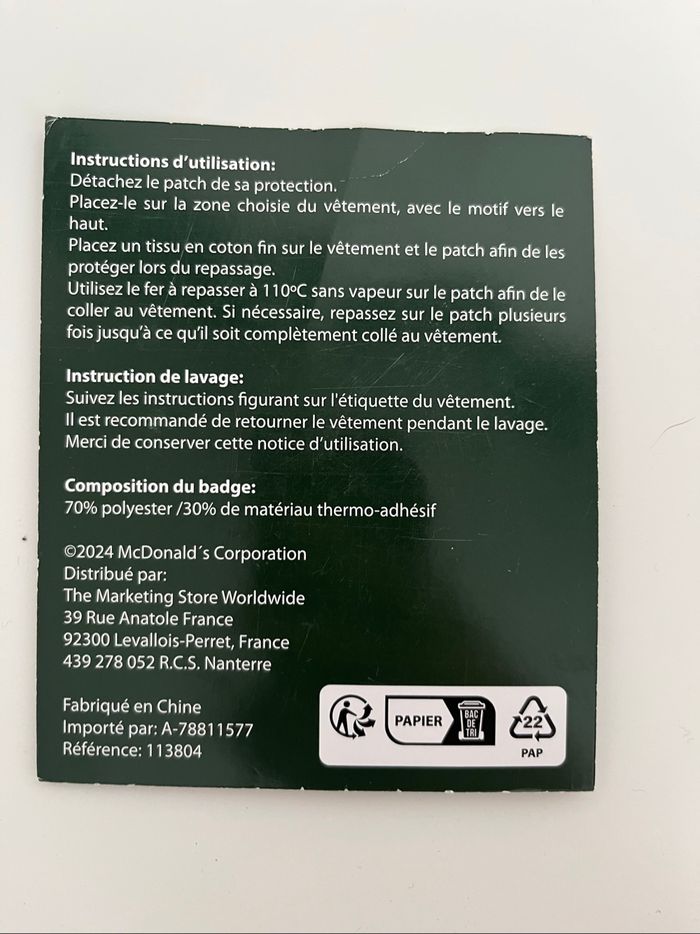 Instructions d'utilisation:
Détachez le patch de sa protection.
Placez-le sur la zone choisie du vêtement, avec le motif vers le
haut.
Placez un tissu en coton fin sur le vêtement et le patch afin de les
protéger lors du repassage.
Utilisez le fer à repasser à 110ºC sans vapeur sur le patch afin de le
coller au vêtement. Si nécessaire, repassez sur le patch plusieurs
fois jusqu'à ce qu'il soit complètement collé au vêtement.
Instruction de lavage:
Suivez les instructions figurant sur l'étiquette du vêtement.
Il est recommandé de retourner le vêtement pendant le lavage.
Merci de conserver cette notice d'utilisation.
Composition du badge:
70% polyester /30% de matériau thermo-adhésif
©2024 McDonald´s Corporation
Distribué par:
The Marketing Store Worldwide
39 Rue Anatole France
92300 Levallois-Perret, France
439 278 052 R.C.S. Nanterre
Fabriqué en Chine
Importé par: A-78811577
Référence: 113804
PAPIER
BAC
DE
TRI
22
PAP